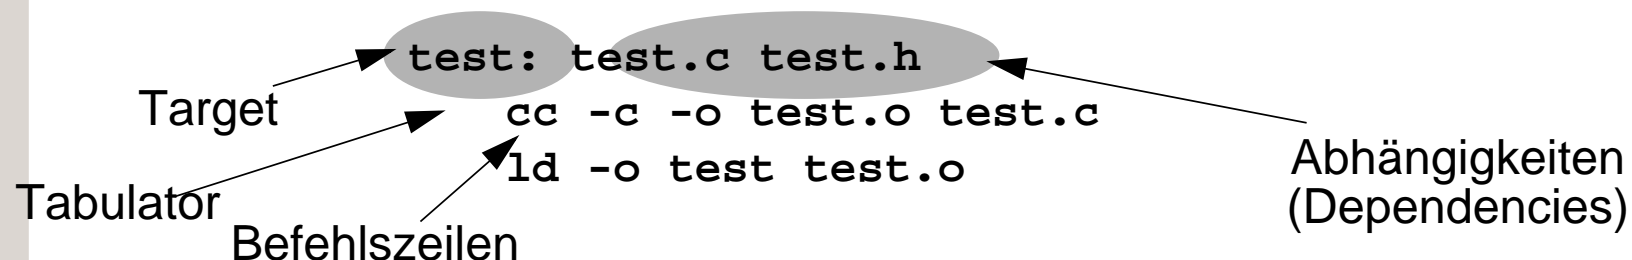 test: test.c test.h
Target
cc -c -o test.o test.c
Abhängigkeiten
(Dependencies)
ld -o test test.o
Tabulator
Befehlszeilen